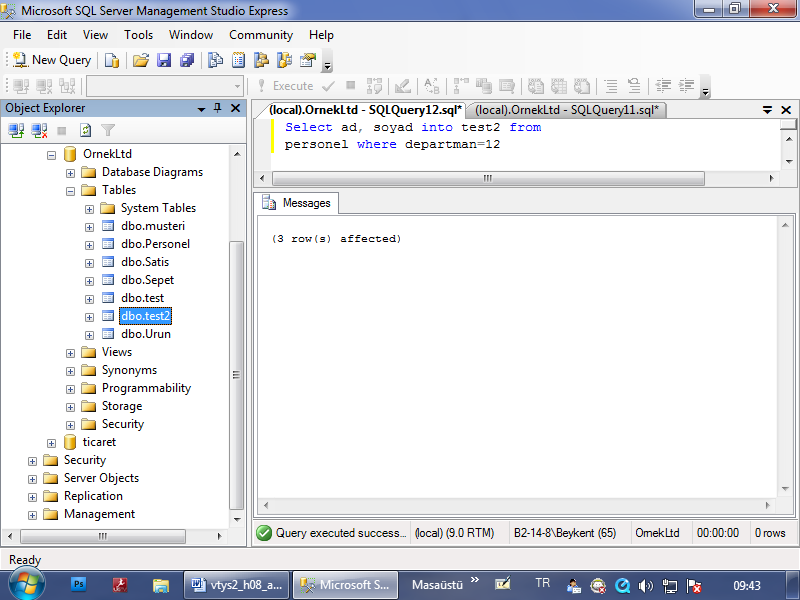 Microsoft SQL Server Management Studio Express
File Edit View Tools Window Community Help
New Query
Execute
Object Explorer
OrnekLtd
Database Diagrams
Tables
System Tables
dbo.musteri
dbo.Personel
dbo.Satis
dbo.Sepet
dbo.test
dbo.test2
dbo.Urun
Views
Synonyms
Programmability
Storage
Security
ticaret
Security
Server Objects
Replication
Management
(local).OrnekLtd - SQLQuery12.sql* (local).OrnekLtd - SQLQuery11.sql*
Select ad, soyad into test2 from
personel where departman=12
Messages
(3 row(s) affected)
Query executed success... (local) (9.0 RTM) B2-14-8\Beykent (65) OrnekLtd 00:00:00 0 rows
Ready
Ps vtys2_h08_a... Microsoft S... Masaüstü » TR 09:43